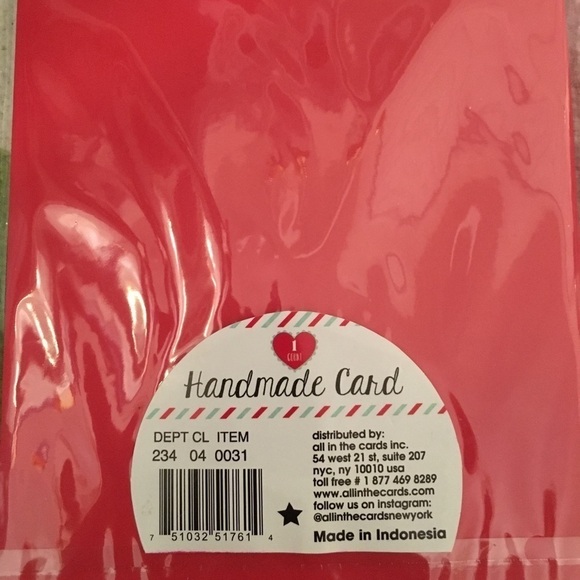 1
COUNT
Handmade Card
DEPT CL ITEM
234 04 0031
7 51032 51761 4
distributed by:
all in the cards inc.
54 west 21 st, suite 207
nyc, ny 10010 usa
toll free # 1 877 469 8289
www.allinthecards.com
follow us on instagram:
@allinthecardsnewyork
Made in Indonesia